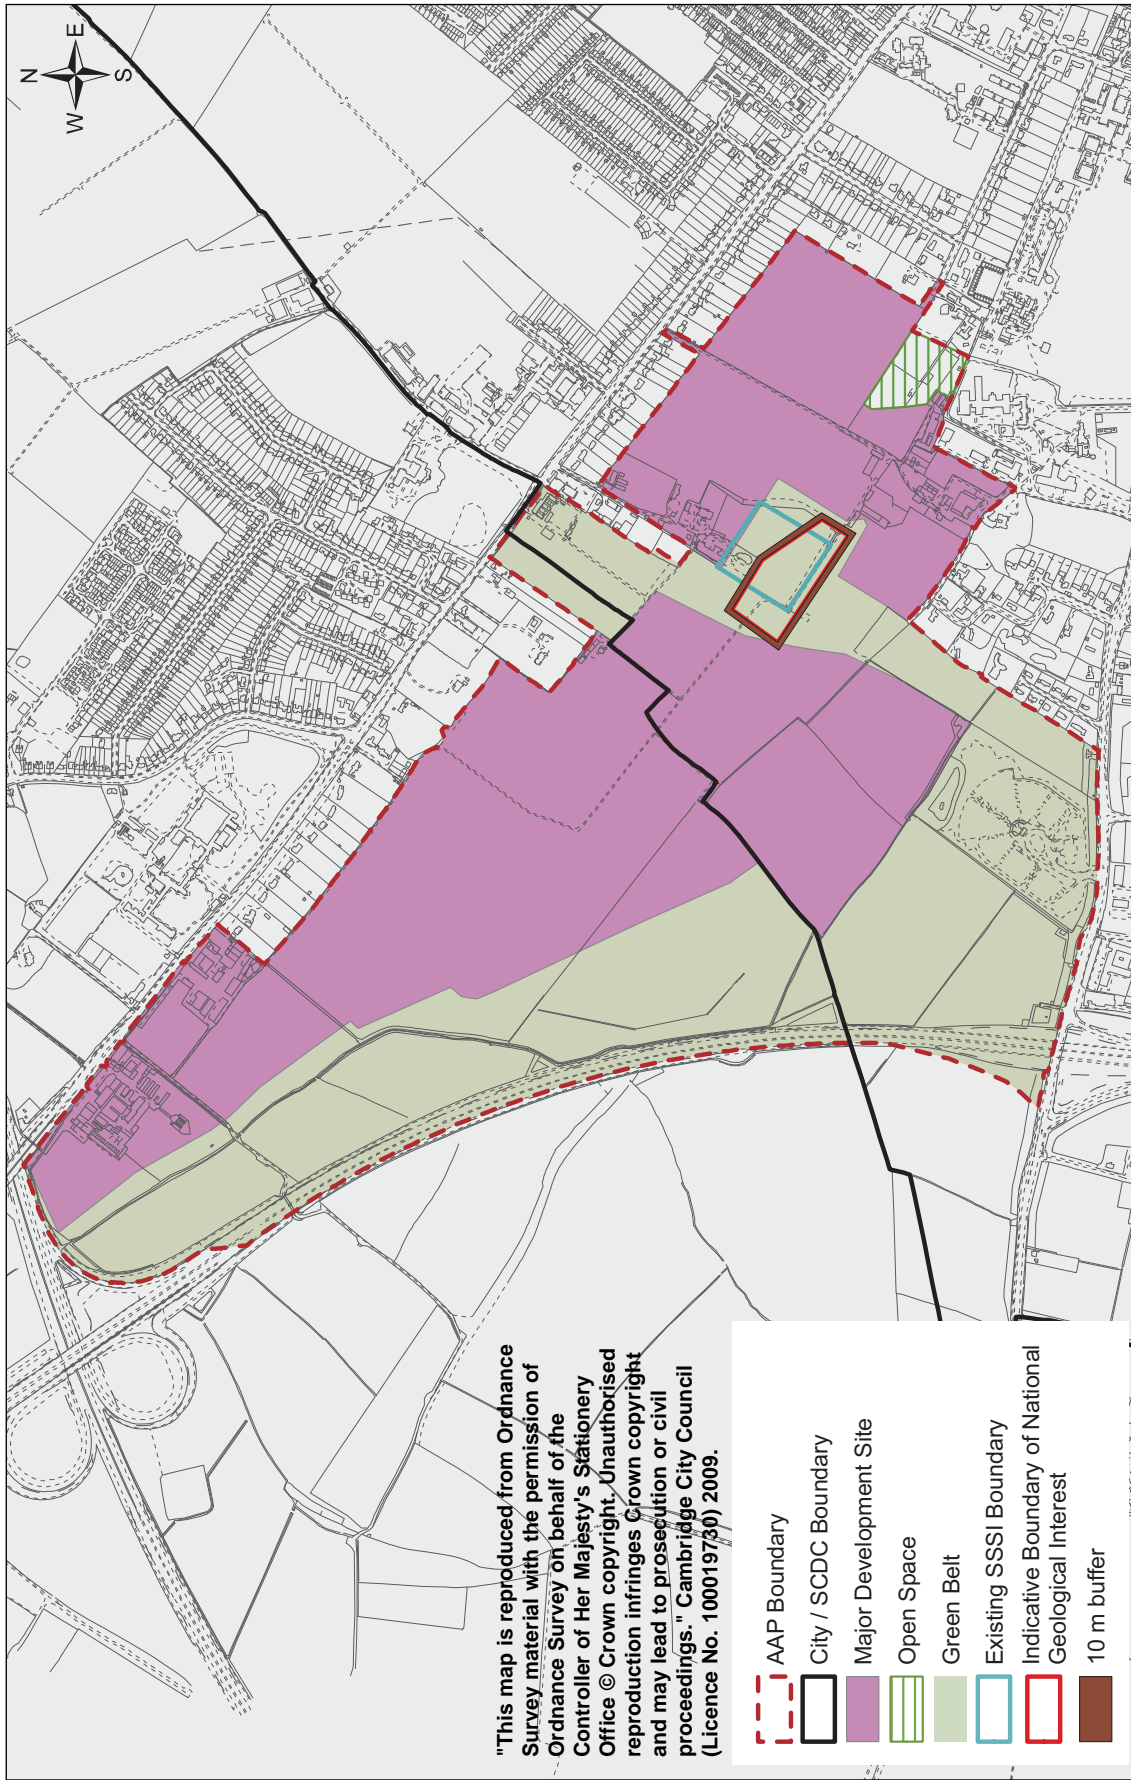 N
E
W
S
"This map is reproduced from Ordnance
Survey material with the permission of
Ordnance Survey on behalf of the
Controller of Her Majesty's Stationery
Office © Crown copyright. Unauthorised
reproduction infringes Crown copyright
and may lead to prosecution or civil
proceedings." Cambridge City Council
(Licence No. 100019730) 2009.
AAP Boundary
City / SCDC Boundary
Major Development Site
Open Space
Green Belt
Existing SSSI Boundary
Indicative Boundary of National
Geological Interest
10 m buffer